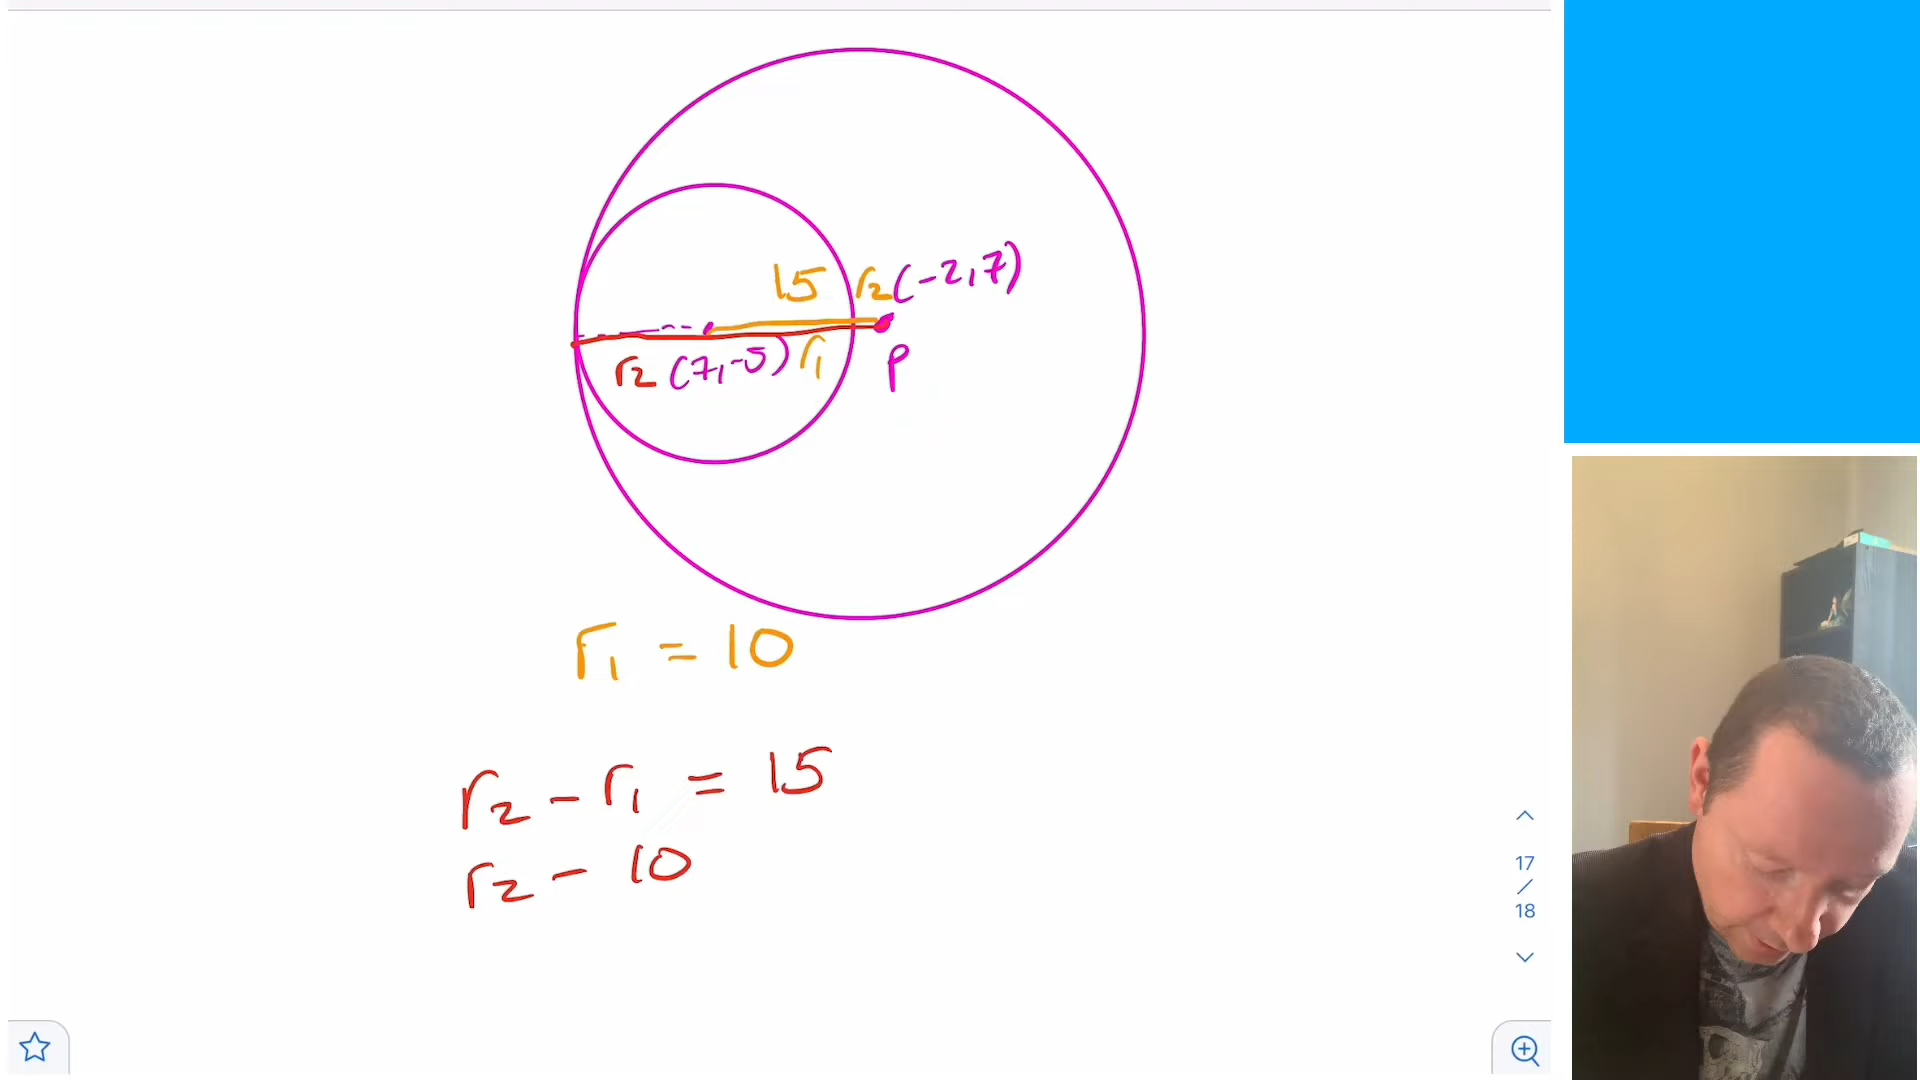 15 r₂ (-2,7)
r₂ (7,-5) r₁ P
r₁ = 10
r₂ - r₁ = 15
r₂ - 10
17
/
18